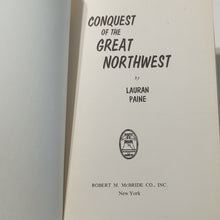 CONQUEST
OF THE
GREAT
NORTHWEST
by
LAURAN
PAINE
ROBERT M. McBRIDE CO., INC.
New York